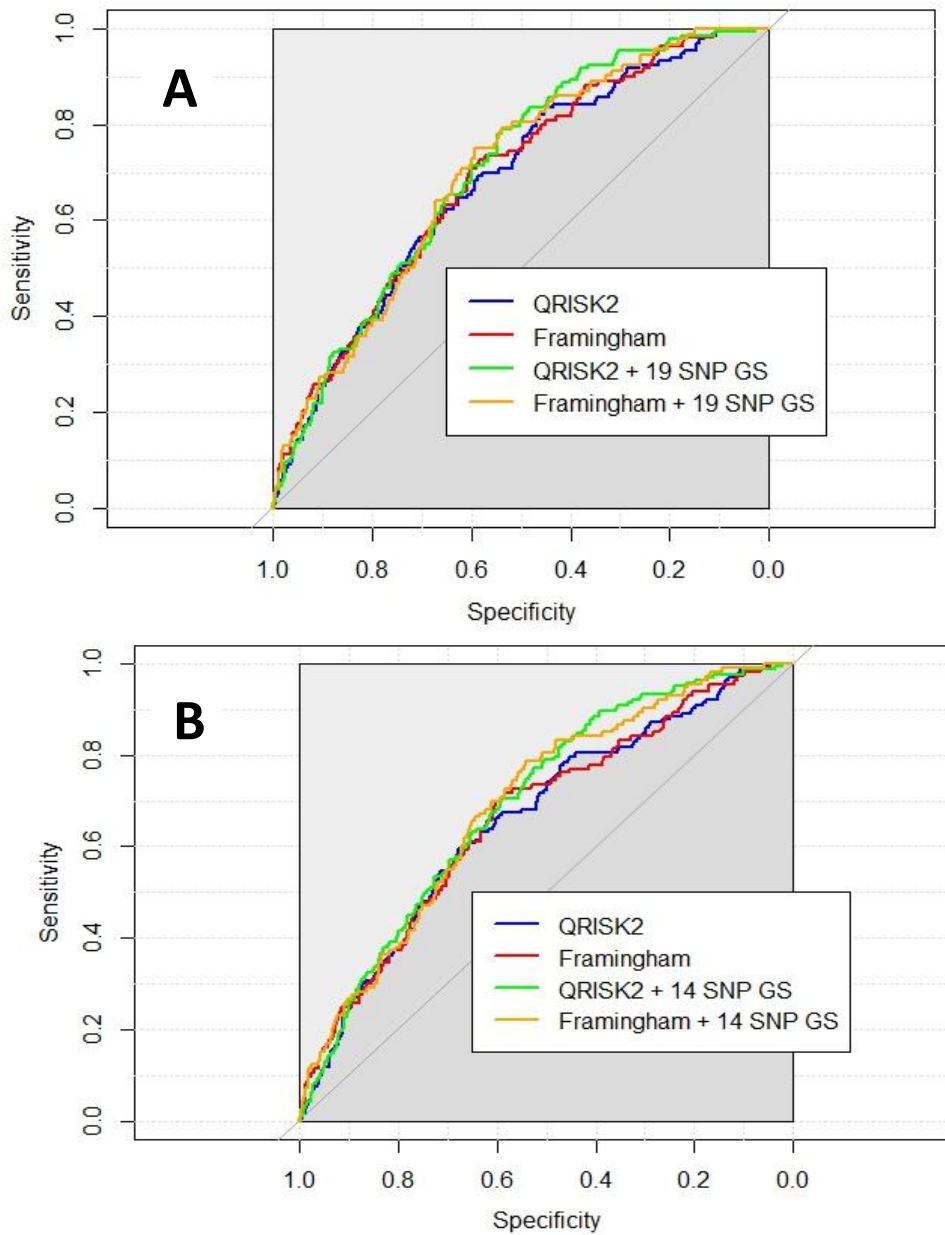 A
1.0
0.8
0.6
0.4
0.2
0.0
Sensitivity
QRISK2
Framingham
QRISK2 + 19 SNP GS
Framingham + 19 SNP GS
1.0 0.8 0.6 0.4 0.2 0.0
Specificity
B
1.0
0.8
0.6
0.4
0.2
0.0
Sensitivity
QRISK2
Framingham
QRISK2 + 14 SNP GS
Framingham + 14 SNP GS
1.0 0.8 0.6 0.4 0.2 0.0
Specificity